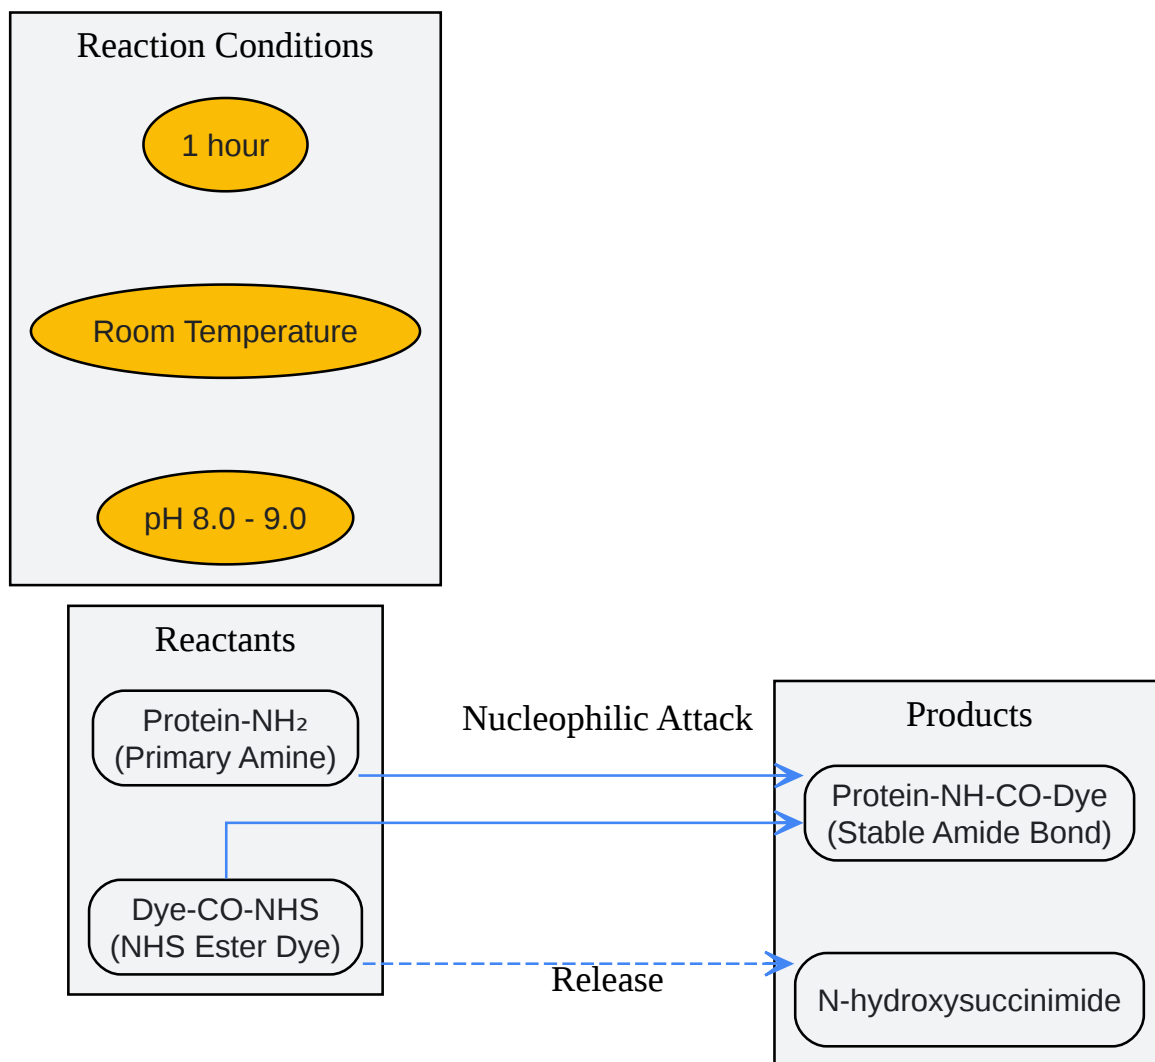 Reaction Conditions
1 hour
Room Temperature
pH 8.0 - 9.0
Reactants
Protein-NH₂
(Primary Amine)
Dye-CO-NHS
(NHS Ester Dye)
Nucleophilic Attack
Release
Products
Protein-NH-CO-Dye
(Stable Amide Bond)
N-hydroxysuccinimide